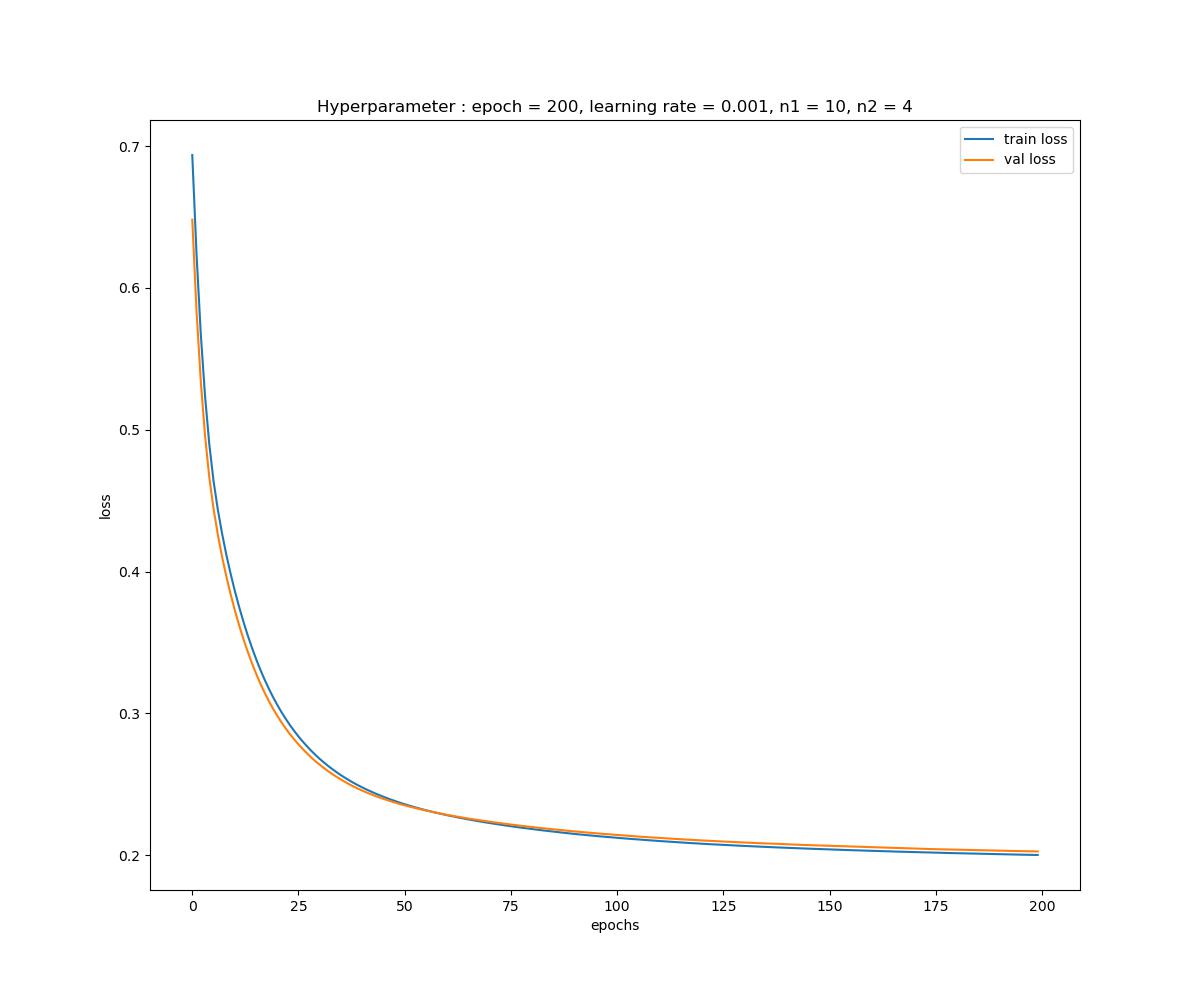 Hyperparameter : epoch = 200, learning rate = 0.001, n1 = 10, n2 = 4
train loss
val loss
0.7
0.6
0.5
0.4
0.3
0.2
loss
0 25 50 75 100 125 150 175 200
epochs